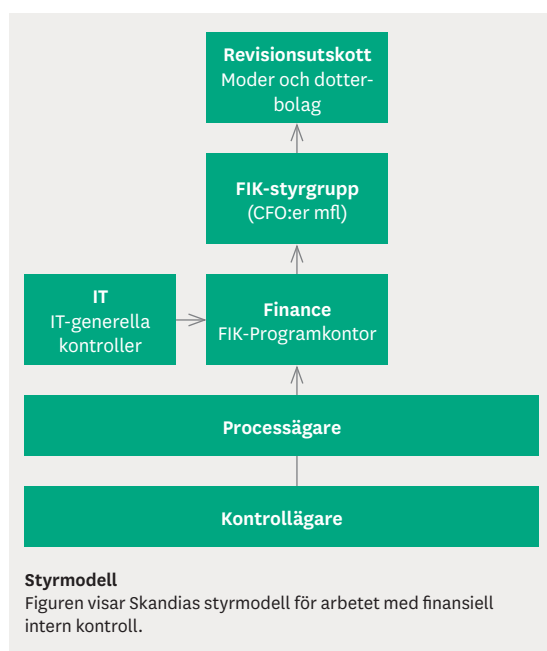 Revisionsutskott
Moder och dotter-
bolag
FIK-styrgrupp
(CFO:er mfl)
IT
IT-generella
kontroller
Finance
FIK-Programkontor
Processägare
Kontrollägare
Styrmodell
Figuren visar Skandias styrmodell för arbetet med finansiell
intern kontroll.